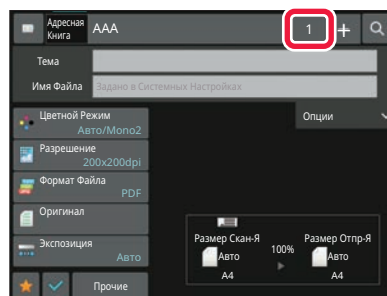 Адресная
Книга
AAA
1
+
Тема
Имя Файла
Задано в Системных Настройках
Опции
Цветной Режим
Авто/Mono2
Разрешение
200x200dpi
Формат Файла
PDF
Оригинал
Экспозиция
Авто
Прочие
Размер Скан-Я
100%
Размер Отпр-Я
Авто
Авто
A4
A4